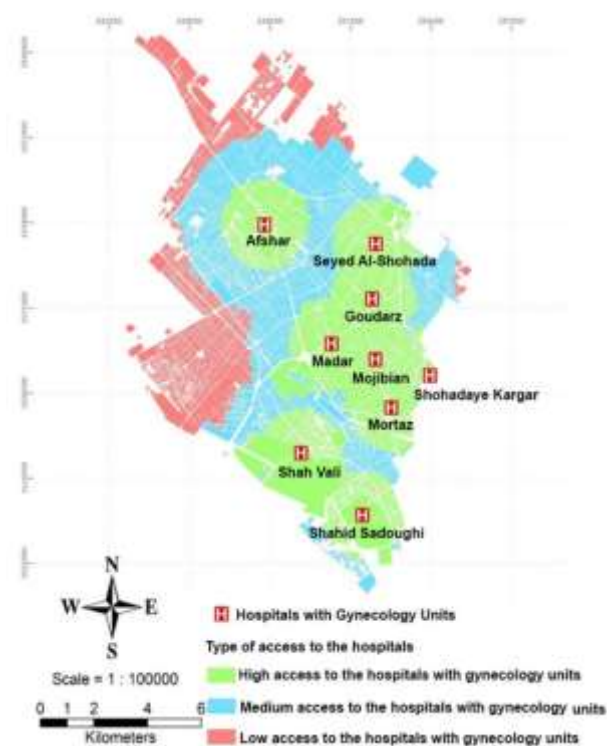 Afshar
Seyed Al-Shohada
Goudarz
Madar
Mojibian
Shohadaye Kargar
Mortaz
Shah Vali
Shahid Sadoughi
N
W E
S
H Hospitals with Gynecology Units
Type of access to the hospitals
Scale = 1 : 100000
High access to the hospitals with gynecology units
Medium access to the hospitals with gynecology units
0 1 2 4 6
Kilometers
Low access to the hospitals with gynecology units